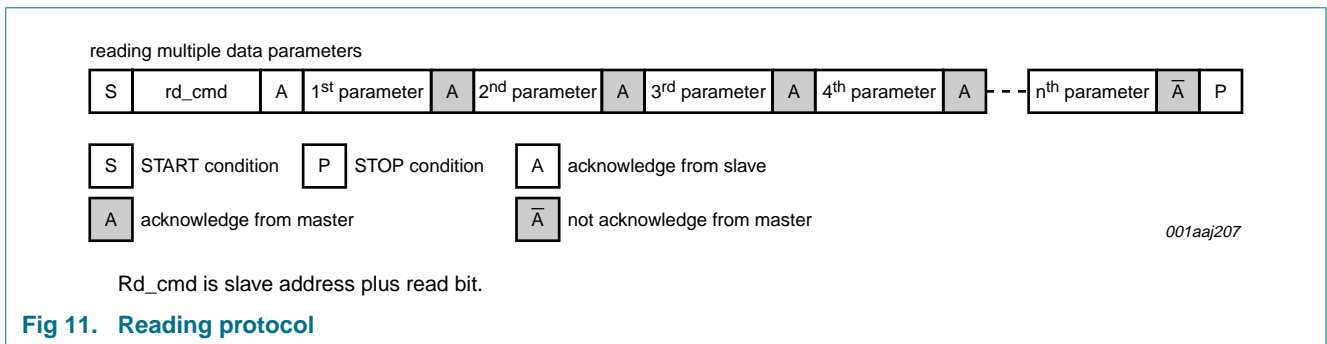 reading multiple data parameters
S rd_cmd A 1st parameter A 2nd parameter A 3rd parameter A 4th parameter A nth parameter A̅ P
S START condition P STOP condition A acknowledge from slave
A acknowledge from master A̅ not acknowledge from master
001aaj207
Rd_cmd is slave address plus read bit.
Fig 11. Reading protocol